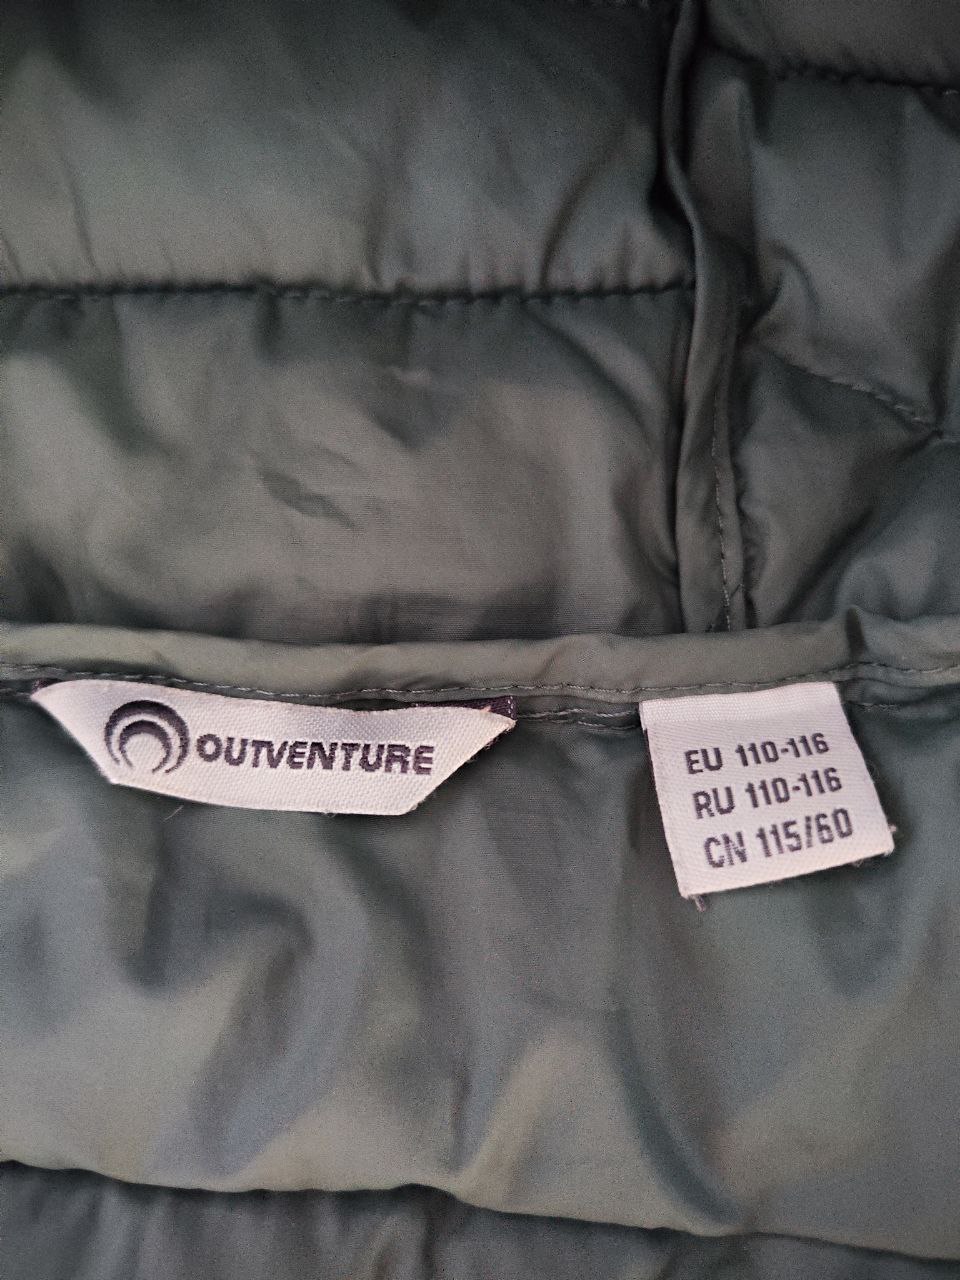 OUTVENTURE
EU 110-116
RU 110-116
CN 115/60